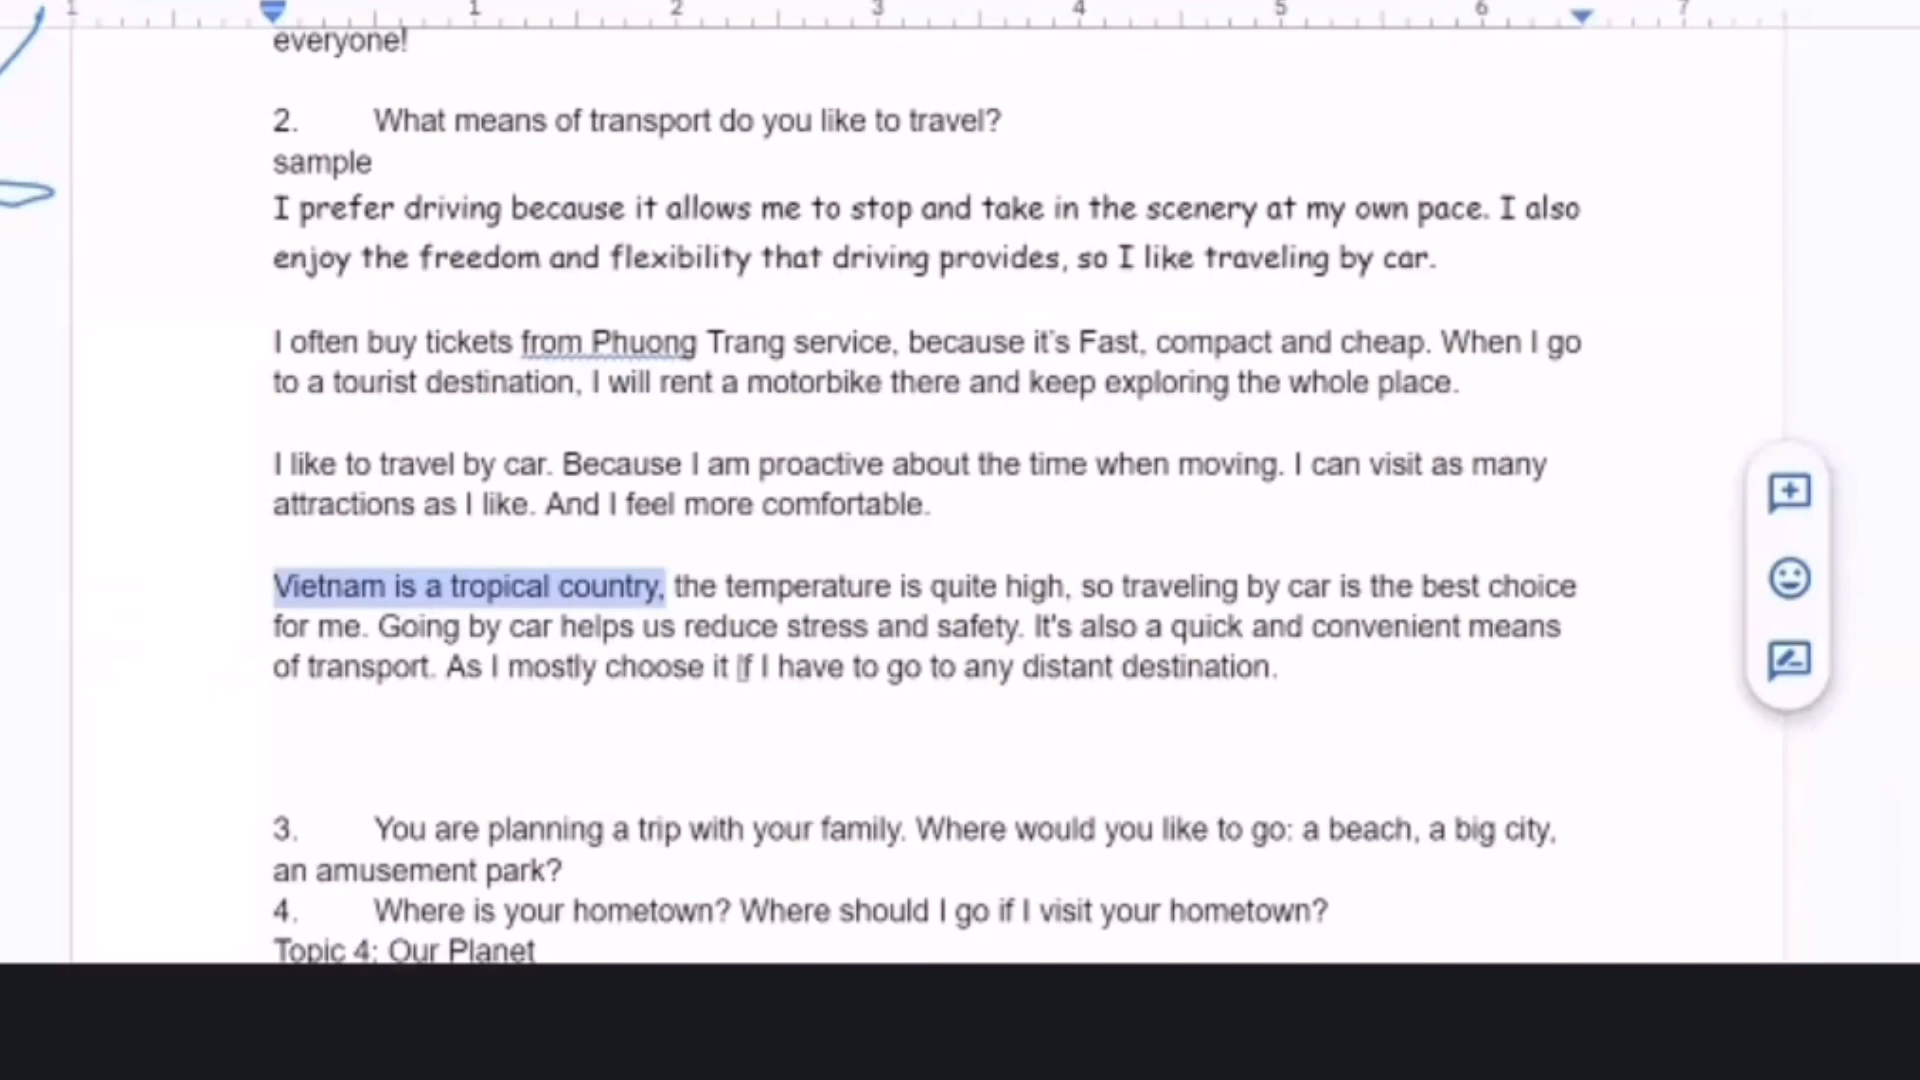 1 1 2 3 4 5 6 7
everyone!
2. What means of transport do you like to travel?
sample
I prefer driving because it allows me to stop and take in the scenery at my own pace. I also
enjoy the freedom and flexibility that driving provides, so I like traveling by car.
I often buy tickets from Phuong Trang service, because it's Fast, compact and cheap. When I go
to a tourist destination, I will rent a motorbike there and keep exploring the whole place.
I like to travel by car. Because I am proactive about the time when moving. I can visit as many
attractions as I like. And I feel more comfortable.
Vietnam is a tropical country, the temperature is quite high, so traveling by car is the best choice
for me. Going by car helps us reduce stress and safety. It's also a quick and convenient means
of transport. As I mostly choose it if I have to go to any distant destination.
3. You are planning a trip with your family. Where would you like to go: a beach, a big city,
an amusement park?
4. Where is your hometown? Where should I go if I visit your hometown?
Topic 4: Our Planet